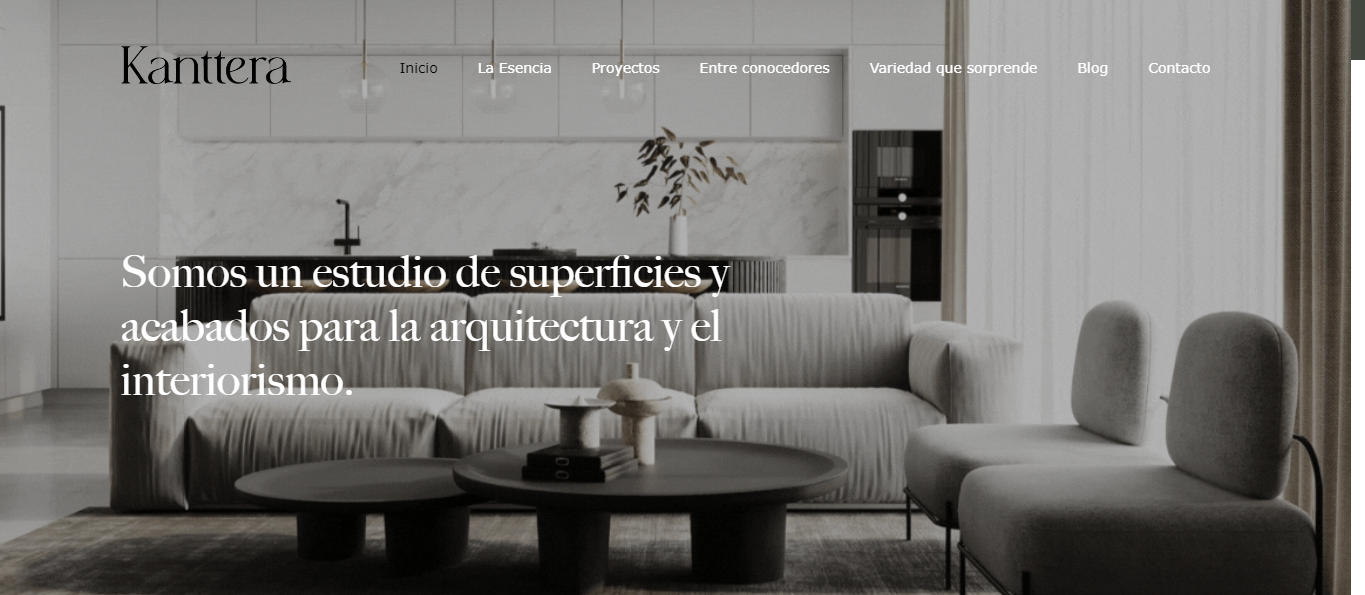 Kanttera
Inicio La Esencia Proyectos Entre conocedores Variedad que sorprende Blog Contacto
Somos un estudio de superficies y
acabados para la arquitectura y el
interiorismo.